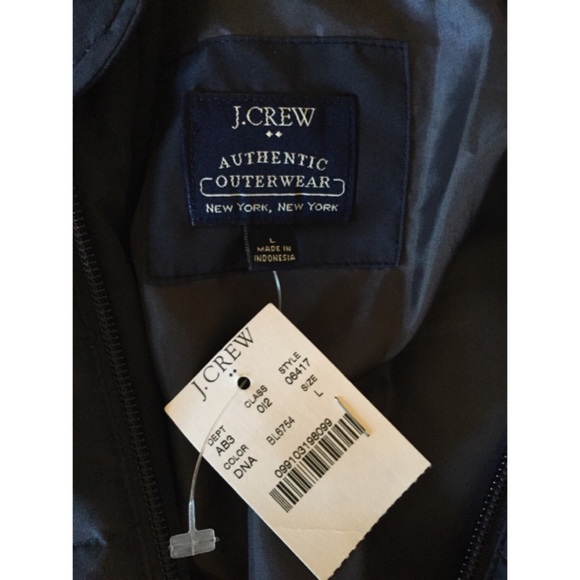 J.CREW
AUTHENTIC
OUTERWEAR
NEW YORK, NEW YORK
L
MADE IN
INDONESIA
J.CREW
DEPT CLASS STYLE
AB3 012 06417
COLOR SIZE
DNA BL6754 L
099103198099